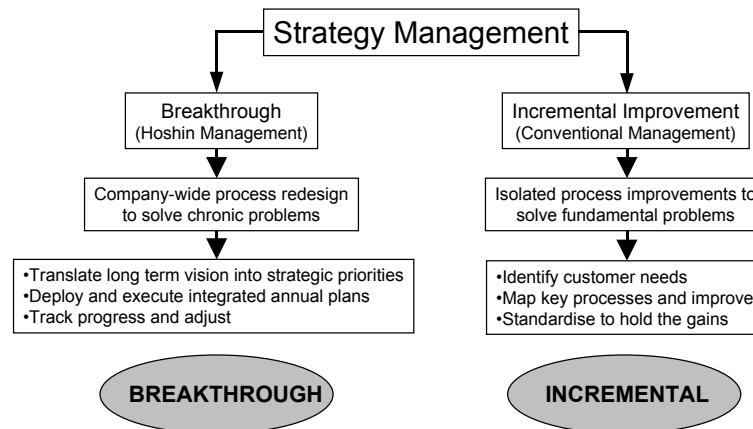 Strategy Management
Breakthrough
(Hoshin Management)
Company-wide process redesign
to solve chronic problems
•Translate long term vision into strategic priorities
•Deploy and execute integrated annual plans
•Track progress and adjust
BREAKTHROUGH
Incremental Improvement
(Conventional Management)
Isolated process improvements to
solve fundamental problems
•Identify customer needs
•Map key processes and improve
•Standardise to hold the gains
INCREMENTAL